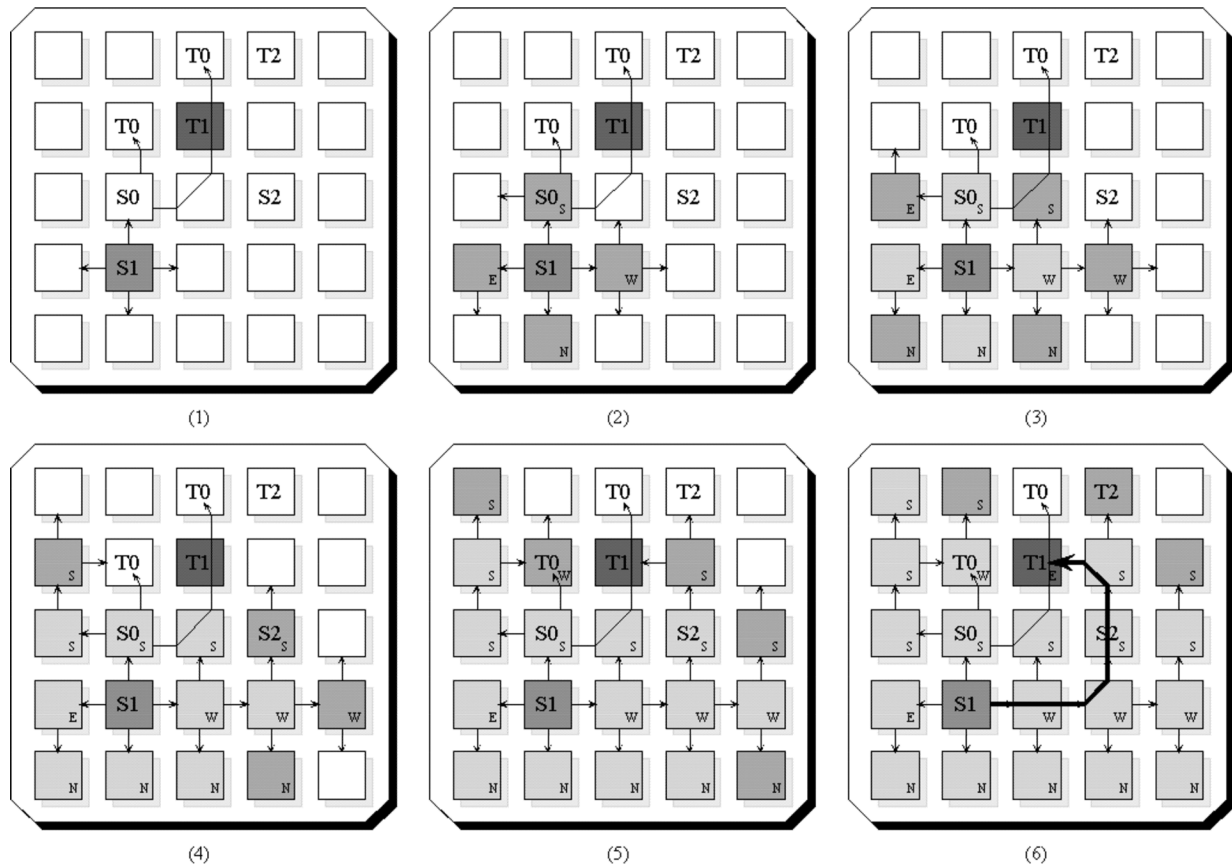 T0 T2
T0 T1
S0 S2
S1
(1)
T0 T2
T0 T1
S0 S S2
E S1 W
N
(2)
T0 T2
T0 T1
E S0 S S S2
E S1 W W
N N N
(3)
T0 T2
S T0 T1
S S0 S S S2 S
E S1 W W W
N N N N
(4)
S T0 T2
S T0 W T1 S
S S0 S S S2 S S
E S1 W W W
N N N N N
(5)
S S T0 T2
S T0 W T1 E S S
S S0 S S S2 S S
E S1 W W W
N N N N N
(6)